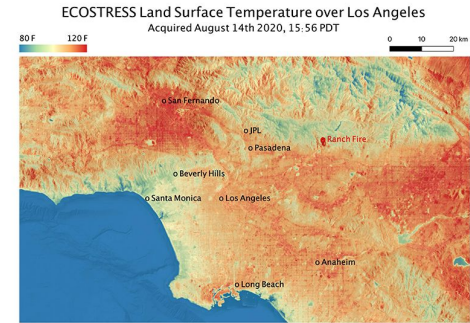 ECOSTRESS Land Surface Temperature over Los Angeles
Acquired August 14th 2020, 15:56 PDT
80 F 120 F
0 10 20 km
San Fernando
JPL
Ranch Fire
Pasadena
Beverly Hills
Santa Monica
Los Angeles
Anaheim
Long Beach